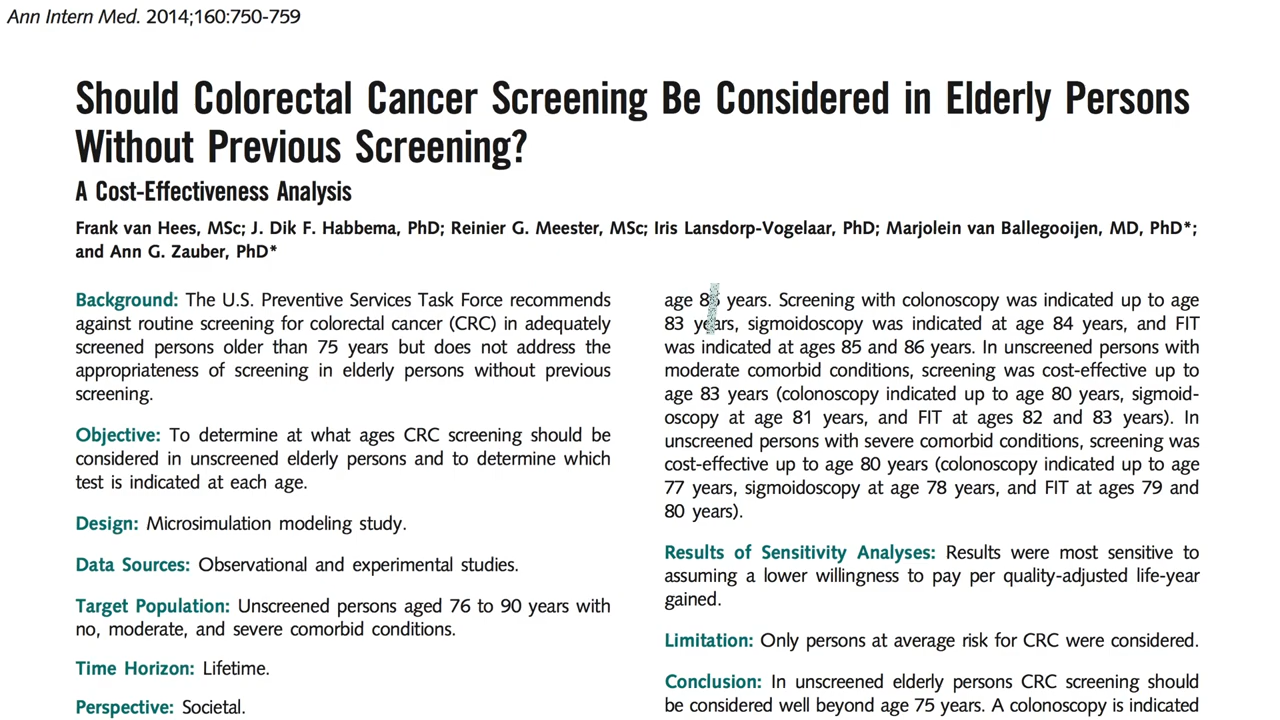 Ann Intern Med. 2014;160:750-759
Should Colorectal Cancer Screening Be Considered in Elderly Persons
Without Previous Screening?
A Cost-Effectiveness Analysis
Frank van Hees, MSc; J. Dik F. Habbema, PhD; Reinier G. Meester, MSc; Iris Lansdorp-Vogelaar, PhD; Marjolein van Ballegooijen, MD, PhD*;
and Ann G. Zauber, PhD*
Background: The U.S. Preventive Services Task Force recommends
against routine screening for colorectal cancer (CRC) in adequately
screened persons older than 75 years but does not address the
appropriateness of screening in elderly persons without previous
screening.
Objective: To determine at what ages CRC screening should be
considered in unscreened elderly persons and to determine which
test is indicated at each age.
Design: Microsimulation modeling study.
Data Sources: Observational and experimental studies.
Target Population: Unscreened persons aged 76 to 90 years with
no, moderate, and severe comorbid conditions.
Time Horizon: Lifetime.
Perspective: Societal.
age years. Screening with colonoscopy was indicated up to age
83 years, sigmoidoscopy was indicated at age 84 years, and FIT
was indicated at ages 85 and 86 years. In unscreened persons with
moderate comorbid conditions, screening was cost-effective up to
age 83 years (colonoscopy indicated up to age 80 years, sigmoid-
oscopy at age 81 years, and FIT at ages 82 and 83 years). In
unscreened persons with severe comorbid conditions, screening was
cost-effective up to age 80 years (colonoscopy indicated up to age
77 years, sigmoidoscopy at age 78 years, and FIT at ages 79 and
80 years).
Results of Sensitivity Analyses: Results were most sensitive to
assuming a lower willingness to pay per quality-adjusted life-year
gained.
Limitation: Only persons at average risk for CRC were considered.
Conclusion: In unscreened elderly persons CRC screening should
be considered well beyond age 75 years. A colonoscopy is indicated